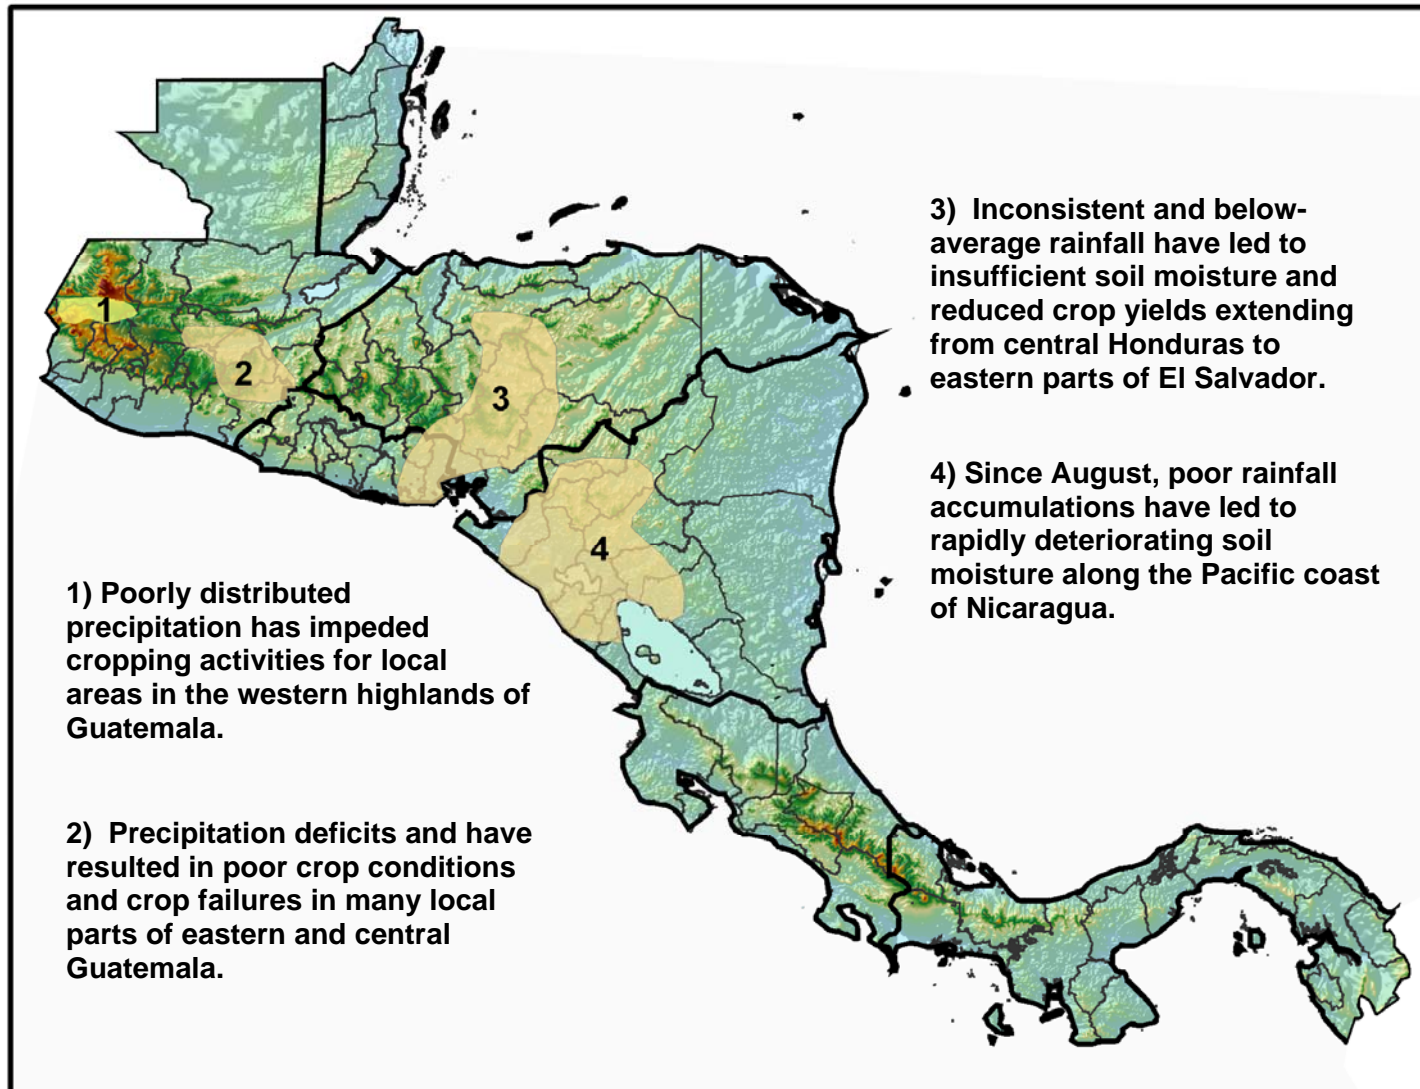 3)  Inconsistent and below-
average rainfall have led to
insufficient soil moisture and
reduced crop yields extending
from central Honduras to
eastern parts of El Salvador.
1
2
3
4) Since August, poor rainfall
accumulations have led to
rapidly deteriorating soil
moisture along the Pacific coast
of Nicaragua.
4
1) Poorly distributed
precipitation has impeded
cropping activities for local
areas in the western highlands of
Guatemala.
2)  Precipitation deficits and have
resulted in poor crop conditions
and crop failures in many local
parts of eastern and central
Guatemala.